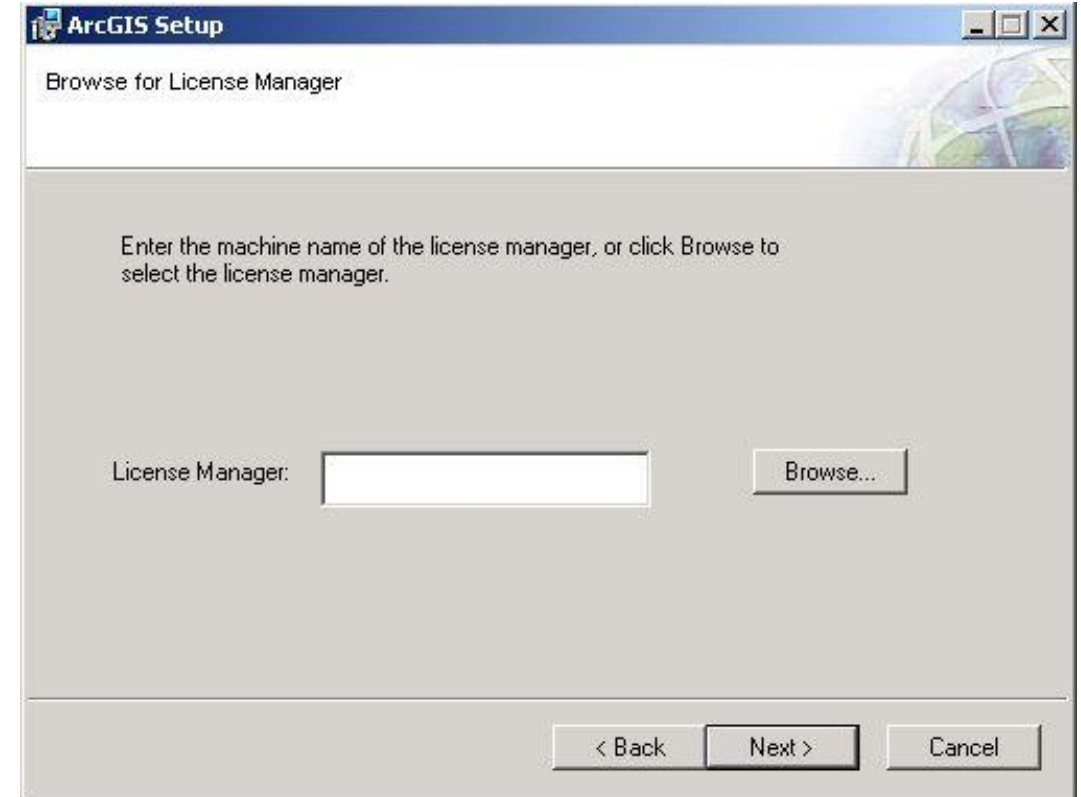 ArcGIS Setup
Browse for License Manager
Enter the machine name of the license manager, or click Browse to
select the license manager.
License Manager:
Browse...
< Back
Next >
Cancel